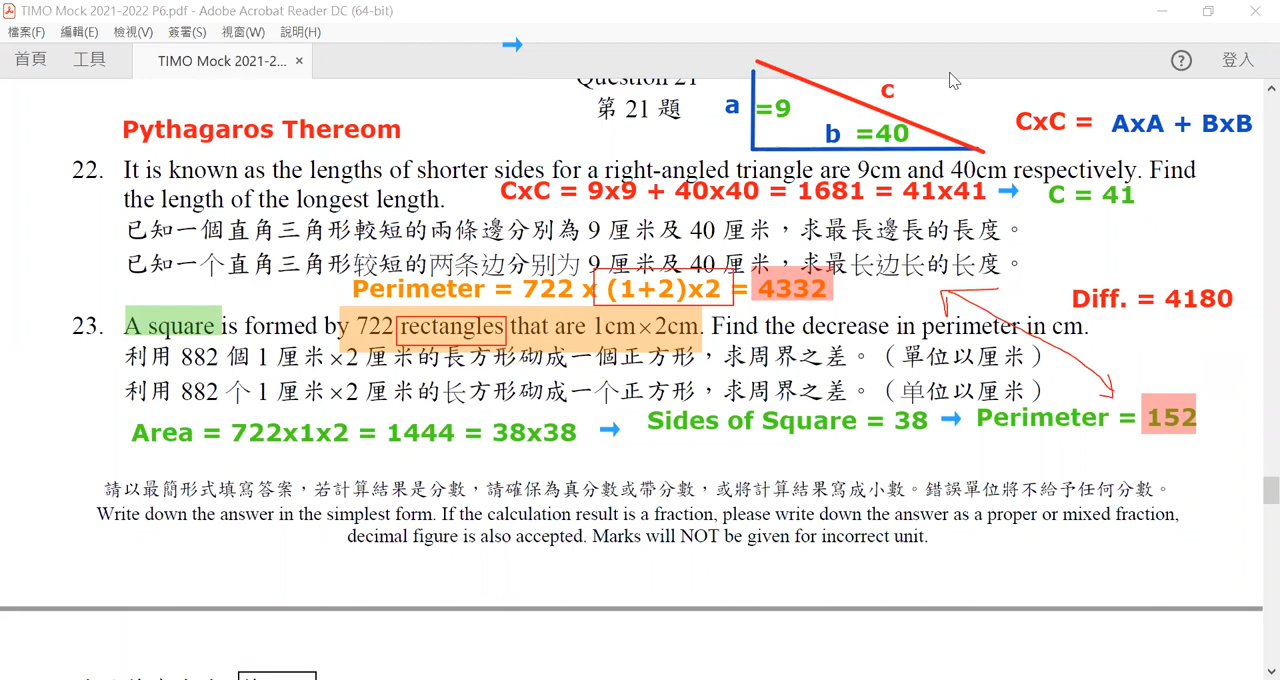 TIMO Mock 2021-2022 P6.pdf - Adobe Acrobat Reader DC (64-bit)
檔案(F) 編輯(E) 檢視(V) 簽署(S) 視窗(W) 說明(H)
首頁 工具 TIMO Mock 2021-2... × ? 登入
Question 21
第 21 題
a =9 b =40 c
CxC = AxA + BxB
Pythagaros Thereom
22. It is known as the lengths of shorter sides for a right-angled triangle are 9cm and 40cm respectively. Find
the length of the longest length.
CxC = 9x9 + 40x40 = 1681 = 41x41 → C = 41
已知一個直角三角形較短的兩條邊分別為 9 厘米及 40 厘米，求最長邊長的長度。
已知一个直角三角形较短的两条边分别为 9 厘米及 40 厘米，求最长边长的长度。
Perimeter = 722 x (1+2)x2 = 4332
Diff. = 4180
23. A square is formed by 722 rectangles that are 1cm×2cm. Find the decrease in perimeter in cm.
利用 882 個 1 厘米×2 厘米的長方形砌成一個正方形，求周界之差。（單位以厘米）
利用 882 个 1 厘米×2 厘米的长方形砌成一个正方形，求周界之差。（单位以厘米）
Area = 722x1x2 = 1444 = 38x38 → Sides of Square = 38 → Perimeter = 152
請以最簡形式填寫答案，若計算結果是分數，請確保為真分數或帶分數，或將計算結果寫成小數。錯誤單位將不給予任何分數。
Write down the answer in the simplest form. If the calculation result is a fraction, please write down the answer as a proper or mixed fraction,
decimal figure is also accepted. Marks will NOT be given for incorrect unit.